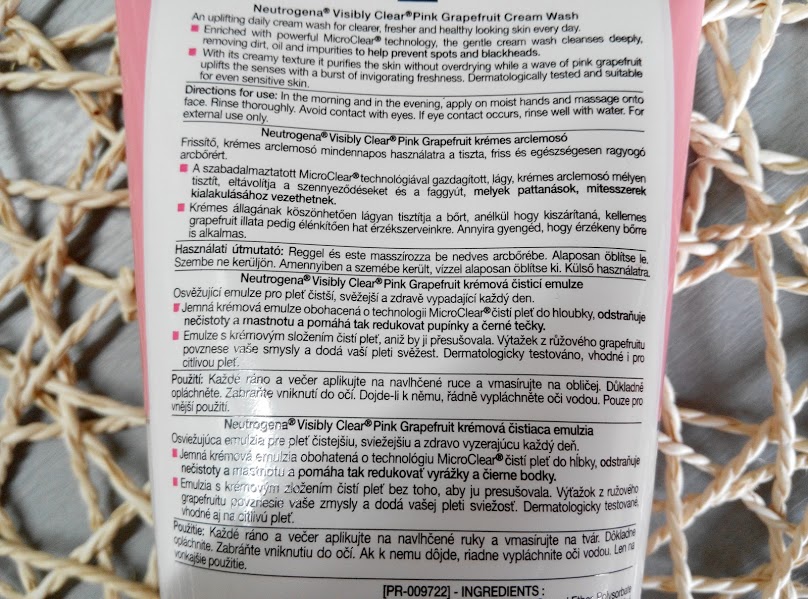 Neutrogena® Visibly Clear® Pink Grapefruit Cream Wash
An uplifting daily cream wash for clearer, fresher and healthy looking skin every day.
Enriched with powerful MicroClear® technology, the gentle cream wash cleanses deeply,
removing dirt, oil and impurities to help prevent spots and blackheads.
With its creamy texture it purifies the skin without overdrying while a wave of pink grapefruit
uplifts the senses with a burst of invigorating freshness. Dermatologically tested and suitable
for even sensitive skin.
Directions for use: In the morning and in the evening, apply on moist hands and massage onto
face. Rinse thoroughly. Avoid contact with eyes. If eye contact occurs, rinse well with water. For
external use only.
Neutrogena® Visibly Clear® Pink Grapefruit krémes arclemosó
Frissítő, krémes arclemosó mindennapos használatra a tiszta, friss és egészségesen ragyogó
arcbőrért.
A szabadalmaztatott MicroClear® technológiával gazdagított, lágy, krémes arclemosó mélyen
tisztít, eltávolítja a szennyeződéseket és a faggyút, melyek pattanások, mitesszerek
kialakulásához vezethetnek.
Krémes állagának köszönhetően lágyan tisztítja a bőrt, anélkül hogy kiszárítaná, kellemes
grapefruit illata pedig élénkítően hat érzékszerveinkre. Annyira gyengéd, hogy érzékeny bőrre
is alkalmas.
Használati útmutató: Reggel és este masszírozza be nedves arcbőrébe. Alaposan öblítse le.
Szembe ne kerüljön. Amennyiben a szemébe került, vízzel alaposan öblítse ki. Külső használatra.
Neutrogena® Visibly Clear® Pink Grapefruit krémová čisticí emulze
Osvěžující emulze pro pleť čistší, svěžejší a zdravě vypadající každý den.
Jemná krémová emulze obohacená o technologii MicroClear® čistí pleť do hloubky, odstraňuje
nečistoty a mastnotu a pomáhá tak redukovat pupínky a černé tečky.
Emulze s krémovým složením čistí pleť, aniž by ji přesušovala. Výtažek z růžového grapefruitu
povznese vaše smysly a dodá vaší pleti svěžest. Dermatologicky testováno, vhodné i pro
citlivou pleť.
Použití: Každé ráno a večer aplikujte na navlhčené ruce a vmasírujte na obličej. Důkladně
opláchněte. Zabraňte vniknutí do očí. Dojde-li k němu, řádně vypláchněte oči vodou. Pouze pro
vnější použití.
Neutrogena® Visibly Clear® Pink Grapefruit krémová čistiaca emulzia
Osviežujúca emulzia pre pleť čistejšiu, sviežejšiu a zdravo vyzerajúcu každý deň.
Jemná krémová emulzia obohatená o technológiu MicroClear® čistí pleť do hĺbky, odstraňuje
nečistoty a mastnotu a pomáha tak redukovať vyrážky a čierne bodky.
Emulzia s krémovým zložením čistí pleť bez toho, aby ju presušovala. Výťažok z ružového
grapefruitu povznesie vaše zmysly a dodá vašej pleti sviežosť. Dermatologicky testované,
vhodné aj na citlivú pleť.
Použitie: Každé ráno a večer aplikujte na navlhčené ruky a vmasírujte na tvár. Dôkladne
opláchnite. Zabráňte vniknutiu do očí. Ak k nemu dôjde, riadne vypláchnite oči vodou. Len na
vonkajšie použitie.
[PR-009722] - INGREDIENTS :
Ether, Polysorbate